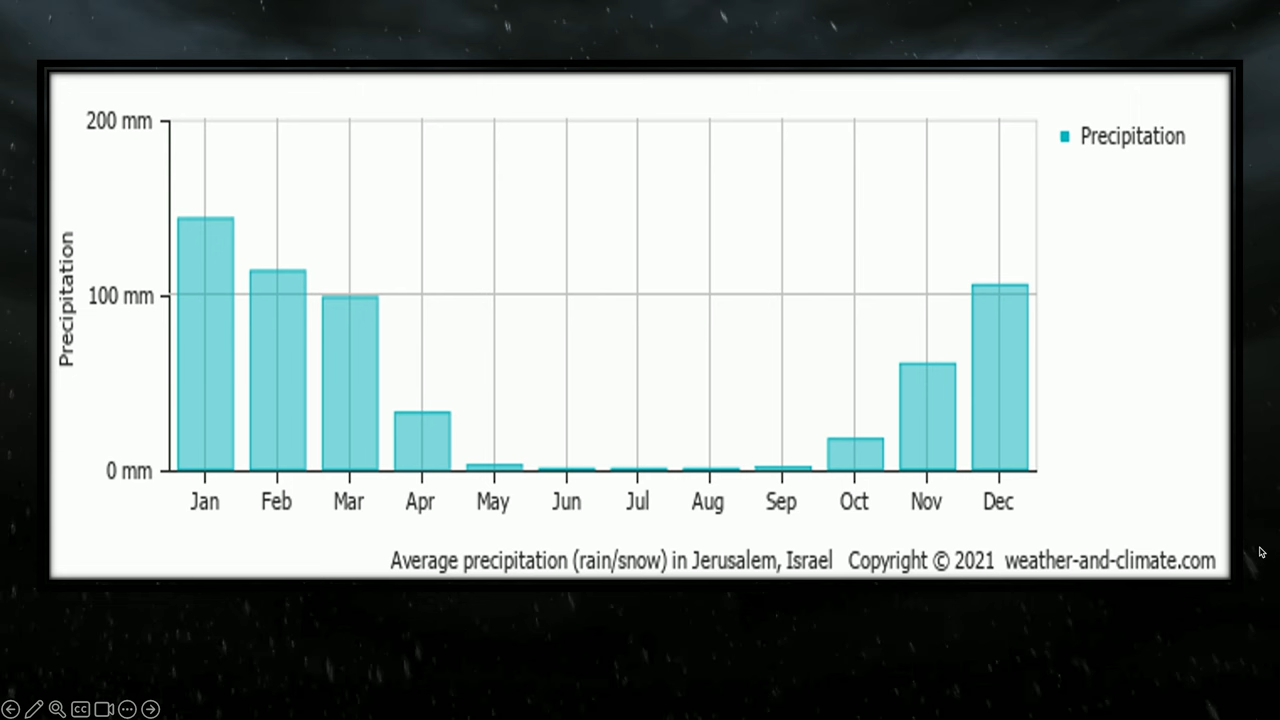 200 mm
Precipitation
Precipitation
100 mm
0 mm
Jan Feb Mar Apr May Jun Jul Aug Sep Oct Nov Dec
Average precipitation (rain/snow) in Jerusalem, Israel Copyright © 2021 weather-and-climate.com
CC